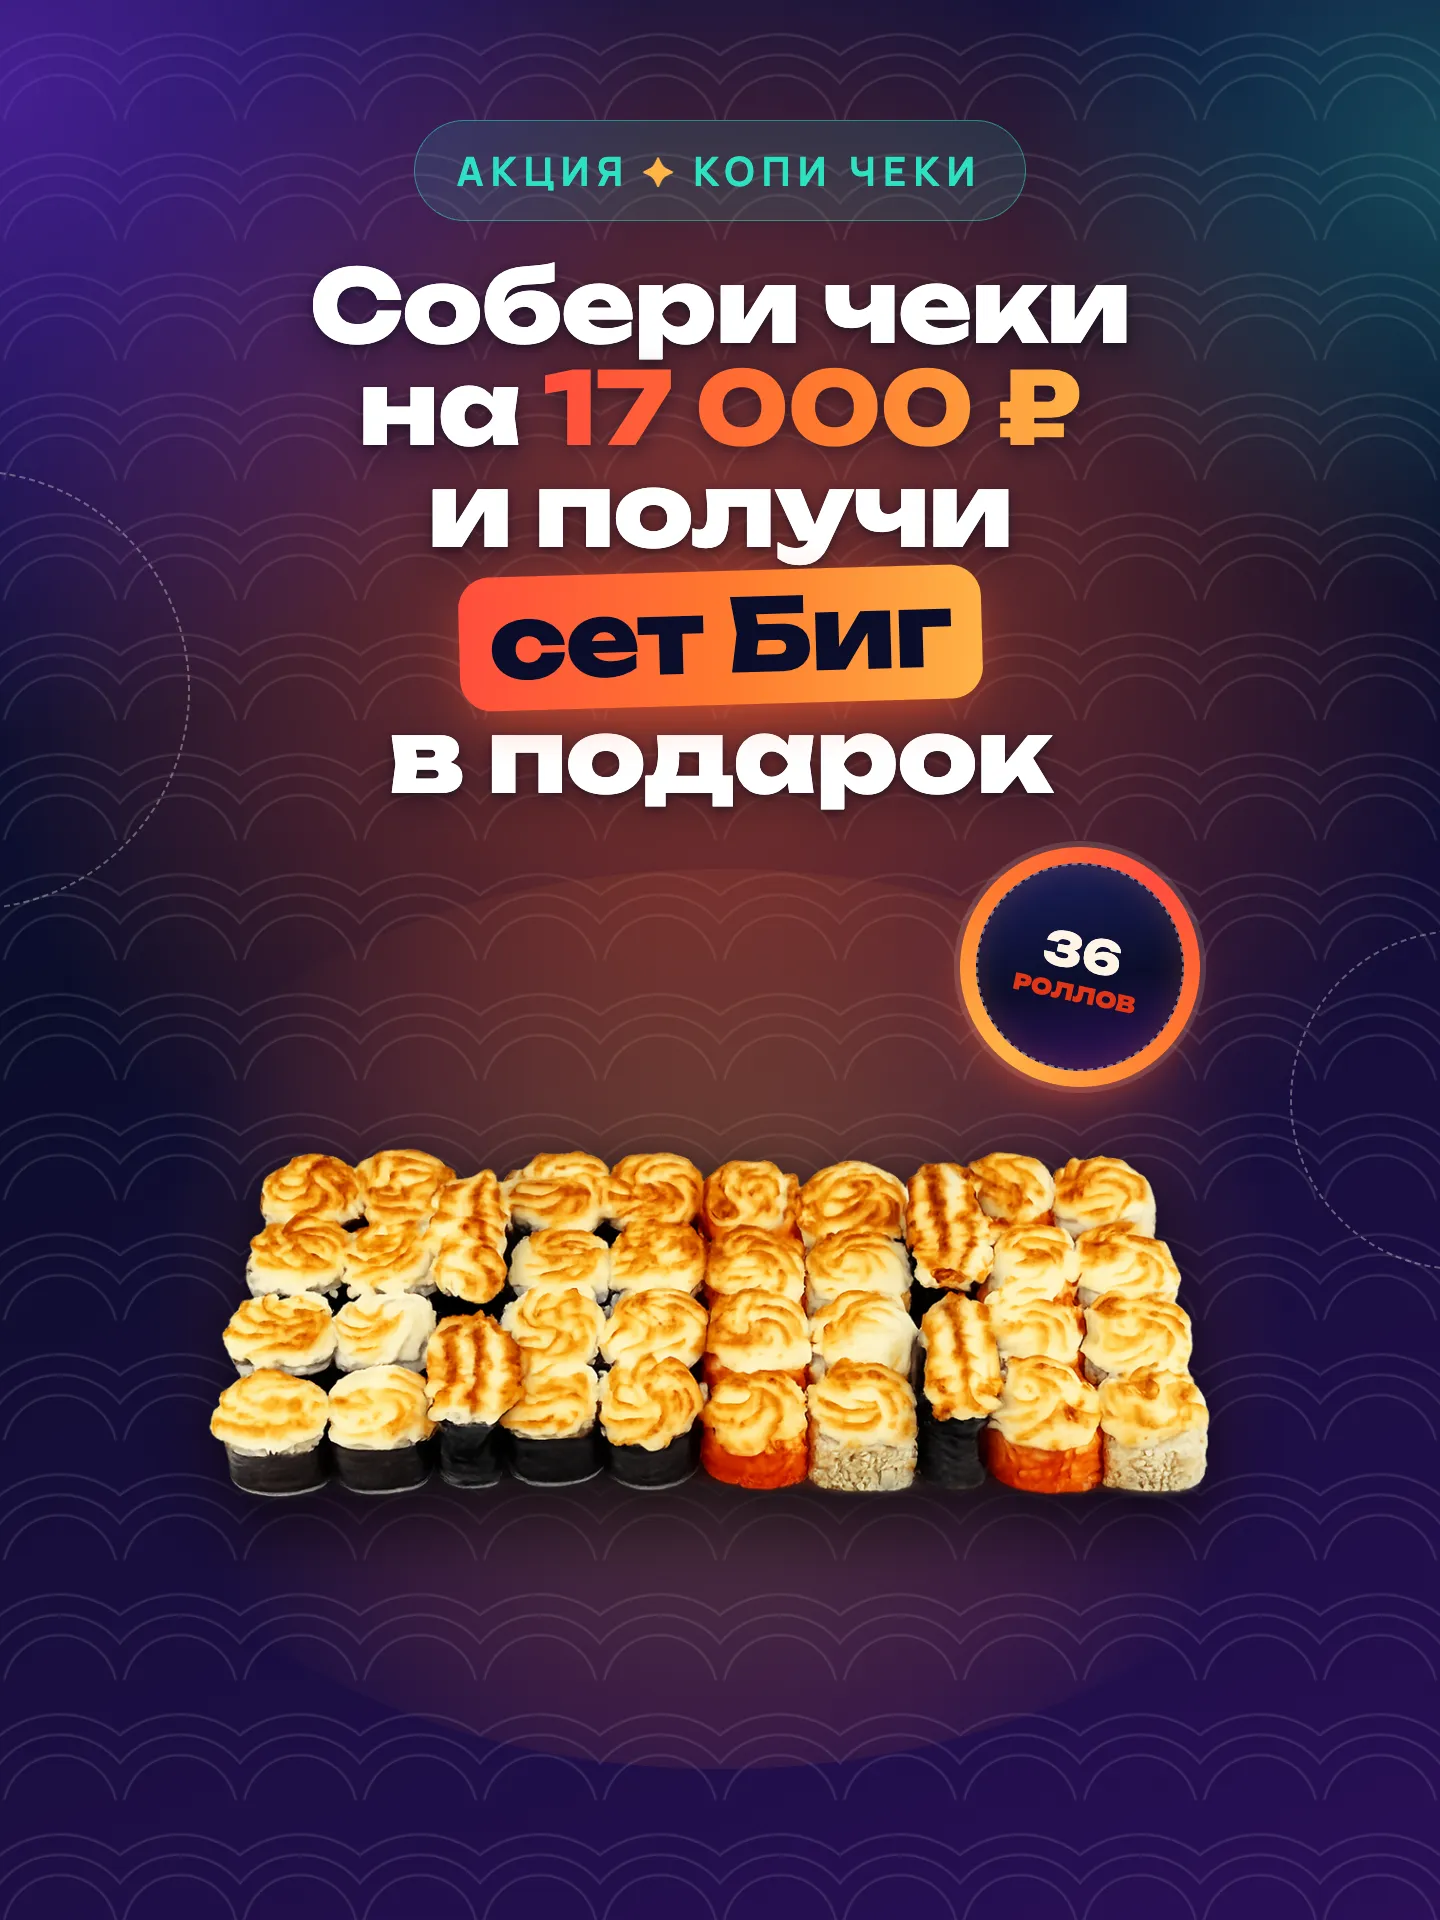 АКЦИЯ ✦ КОПИ ЧЕКИ
Собери чеки
на 17 000 ₽
и получи
сет Биг
в подарок
36
РОЛЛОВ